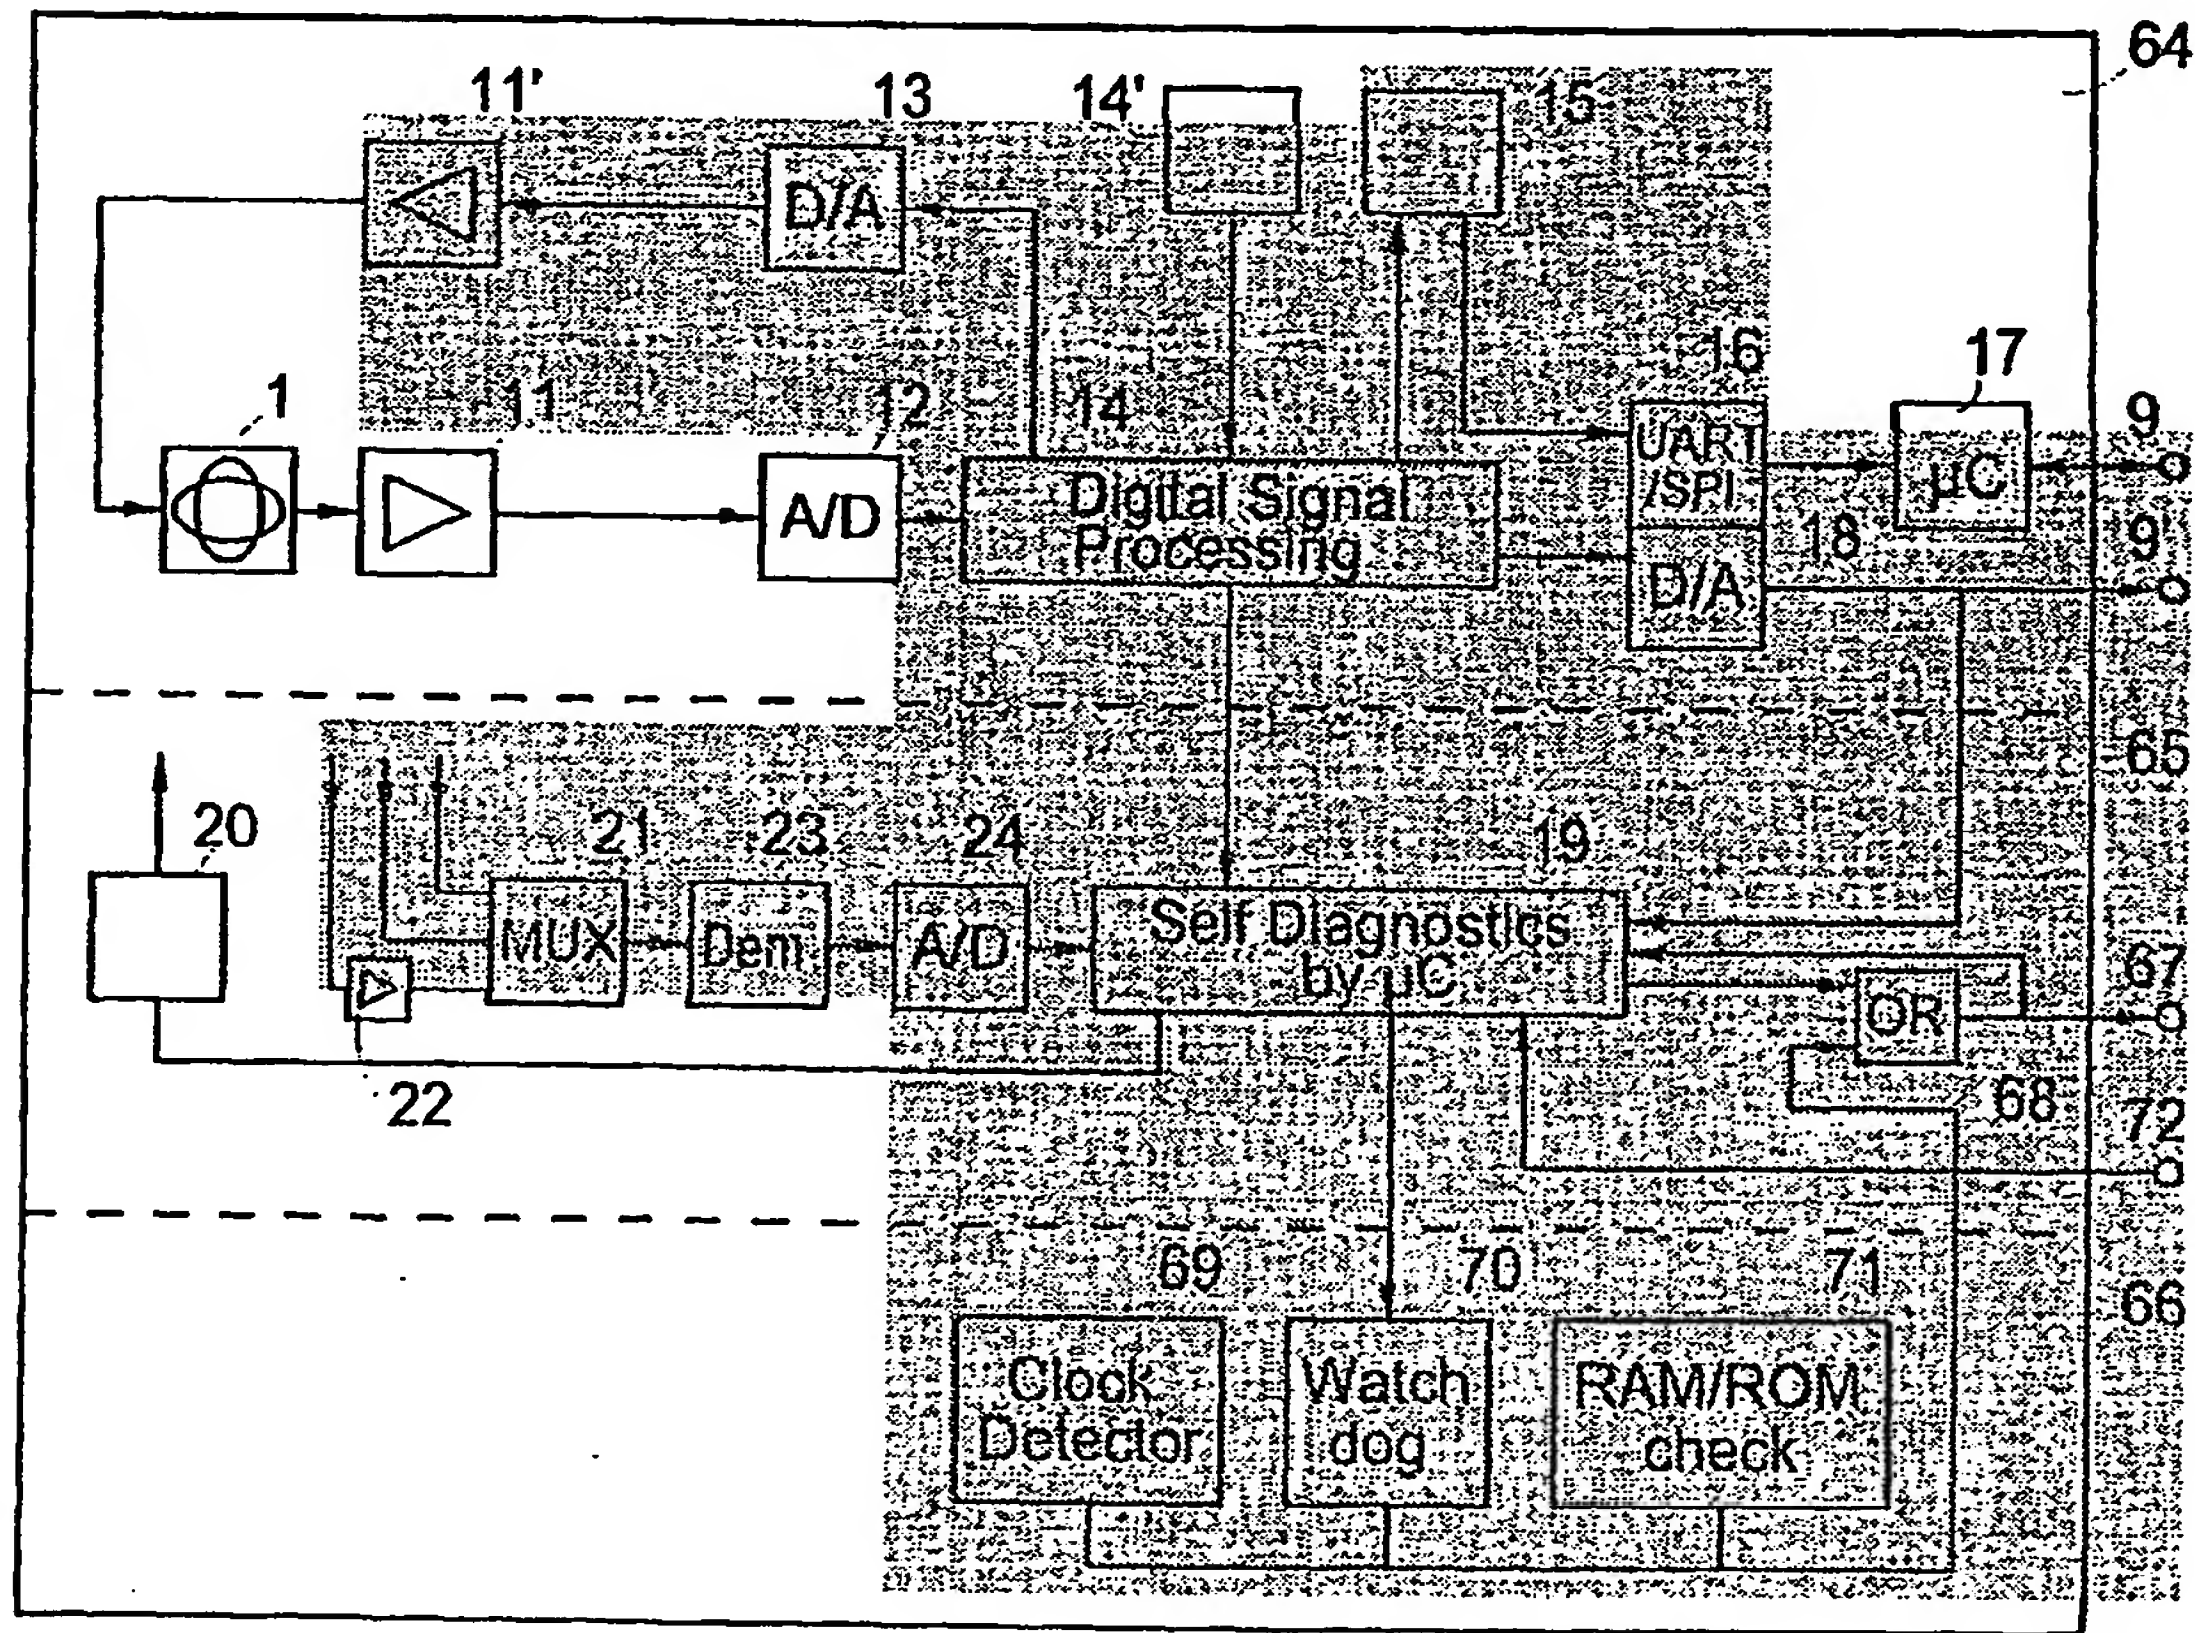 64
11'
13
14'
15
D/A
16
17
1
11
12
14
9
UART
/SPI
µC
A/D
Digital Signal
Processing
18
9'
D/A
65
20
21
23
24
19
MUX
Dem
A/D
Self Diagnostics
by µC
67
OR
22
68
72
69
70
71
66
Clock
Detector
Watch
dog
RAM/ROM
check